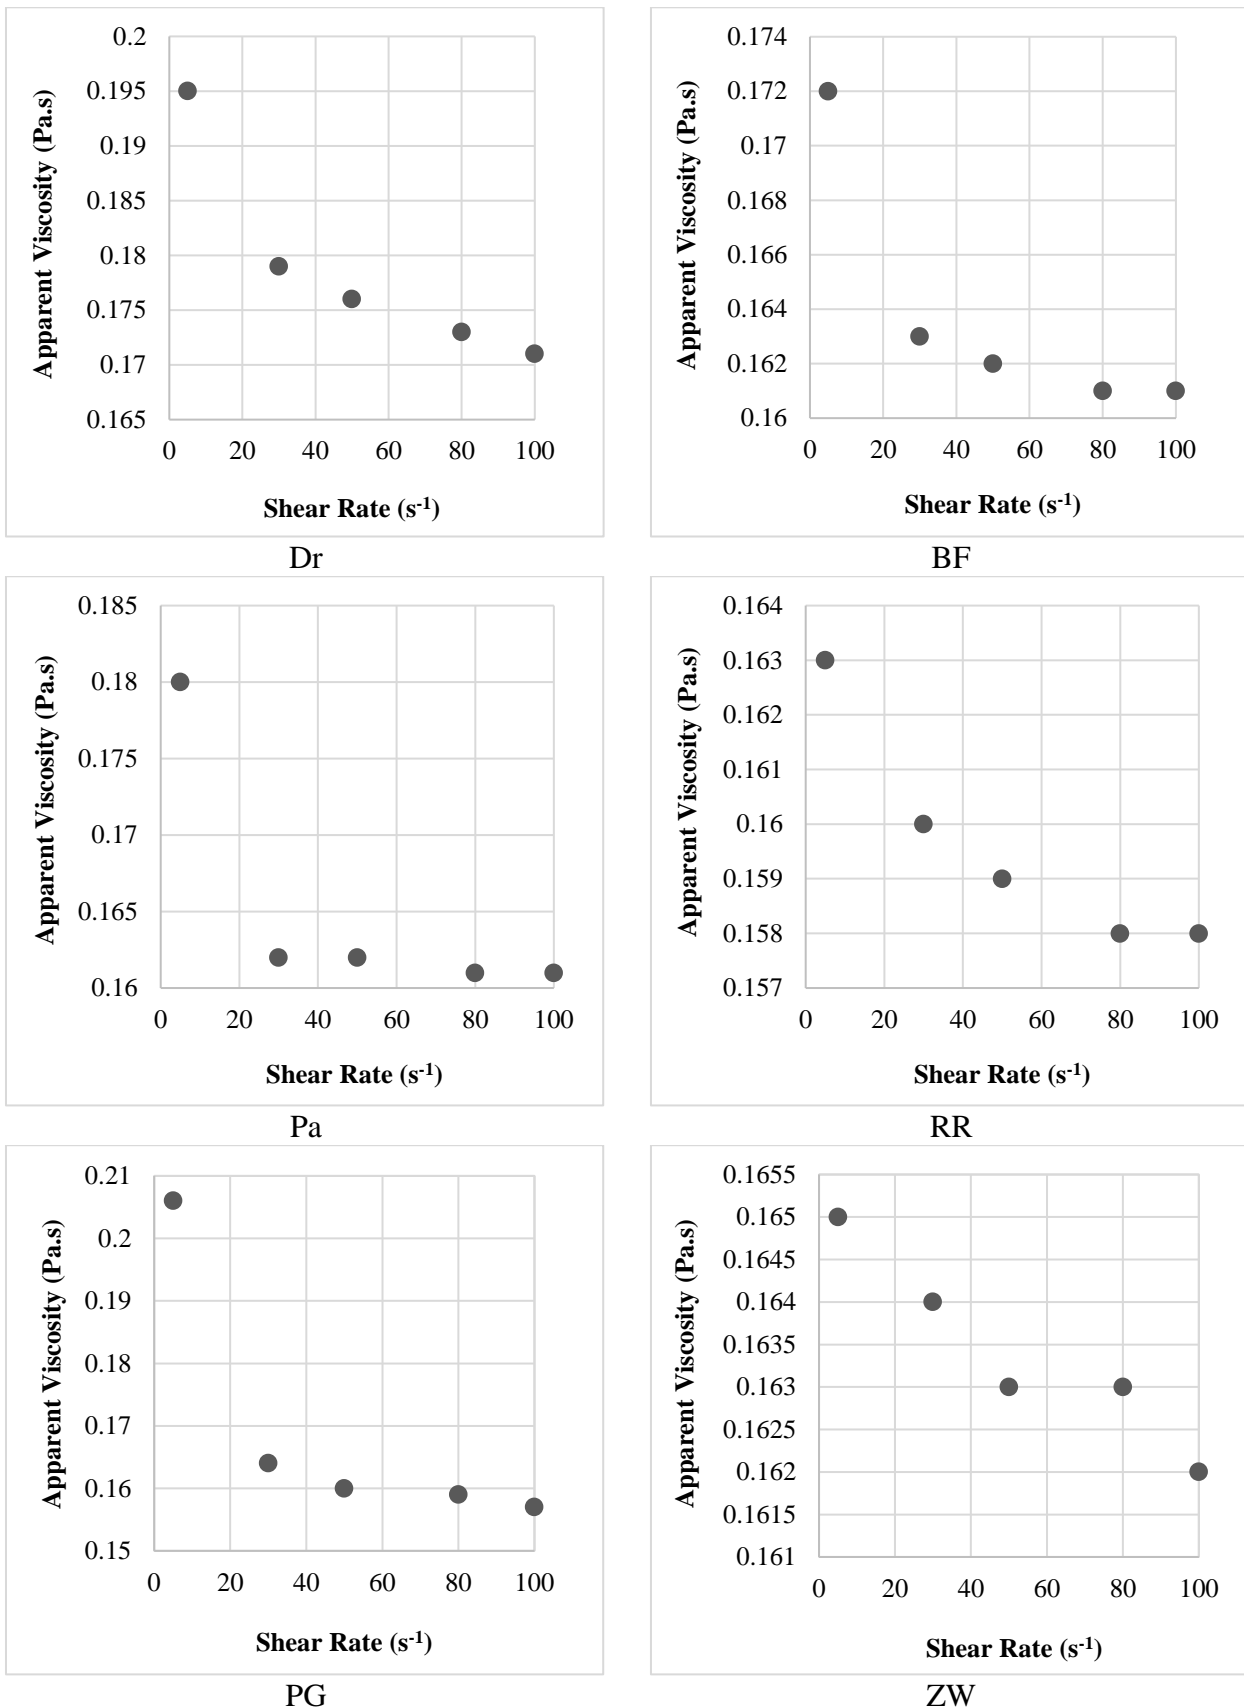 0.2
0.195
0.19
0.185
0.18
0.175
0.17
0.165
0 20 40 60 80 100
Apparent Viscosity (Pa.s)
Shear Rate (s-1)
Dr
0.174
0.172
0.17
0.168
0.166
0.164
0.162
0.16
0 20 40 60 80 100
Apparent Viscosity (Pa.s)
Shear Rate (s-1)
BF
0.185
0.18
0.175
0.17
0.165
0.16
0 20 40 60 80 100
Apparent Viscosity (Pa.s)
Shear Rate (s-1)
Pa
0.164
0.163
0.162
0.161
0.16
0.159
0.158
0.157
0 20 40 60 80 100
Apparent Viscosity (Pa.s)
Shear Rate (s-1)
RR
0.21
0.2
0.19
0.18
0.17
0.16
0.15
0 20 40 60 80 100
Apparent Viscosity (Pa.s)
Shear Rate (s-1)
PG
0.1655
0.165
0.1645
0.164
0.1635
0.163
0.1625
0.162
0.1615
0.161
0 20 40 60 80 100
Apparent Viscosity (Pa.s)
Shear Rate (s-1)
ZW